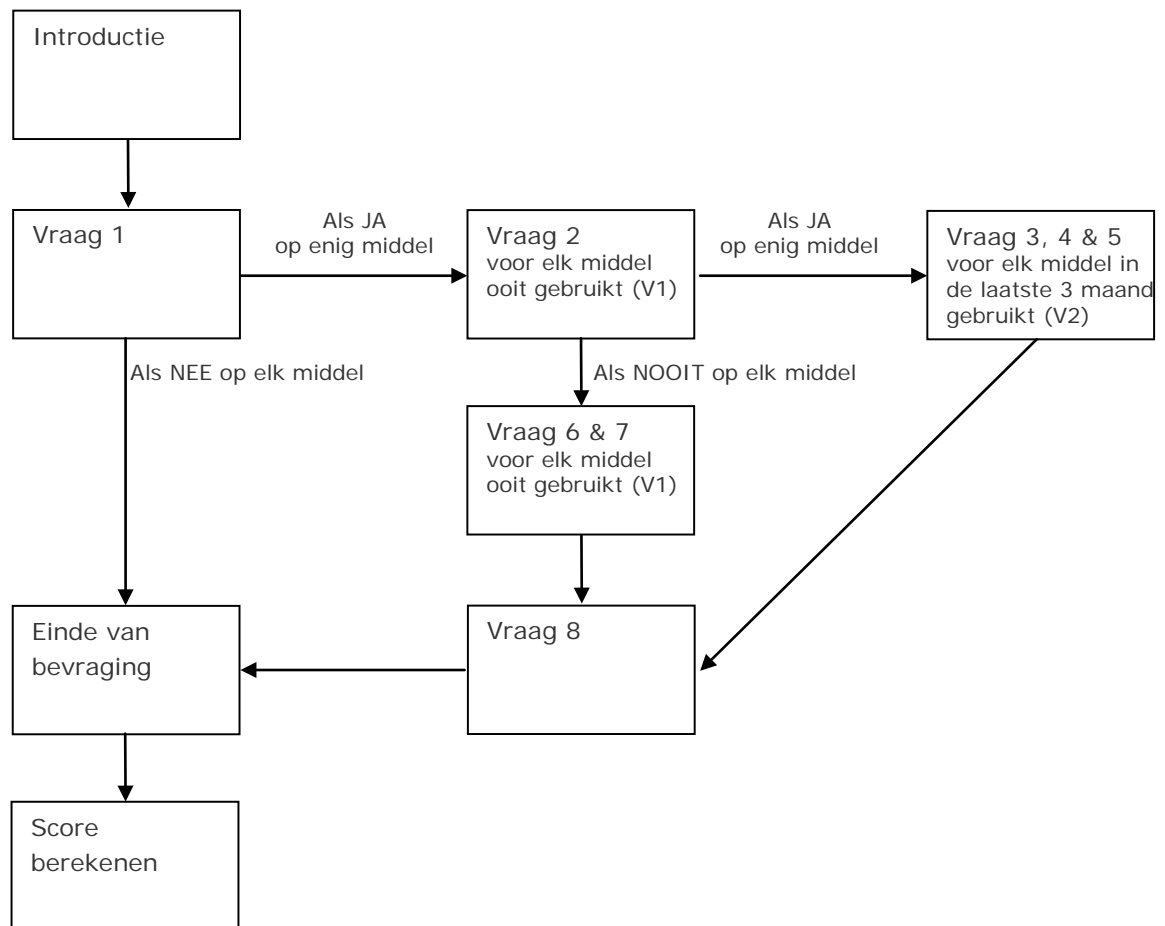 Introductie
Vraag 1
Als JA
op enig middel
Vraag 2
voor elk middel
ooit gebruikt (V1)
Als JA
op enig middel
Vraag 3, 4 & 5
voor elk middel in
de laatste 3 maand
gebruikt (V2)
Als NEE op elk middel
Als NOOIT op elk middel
Vraag 6 & 7
voor elk middel
ooit gebruikt (V1)
Einde van
bevraging
Vraag 8
Score
berekenen